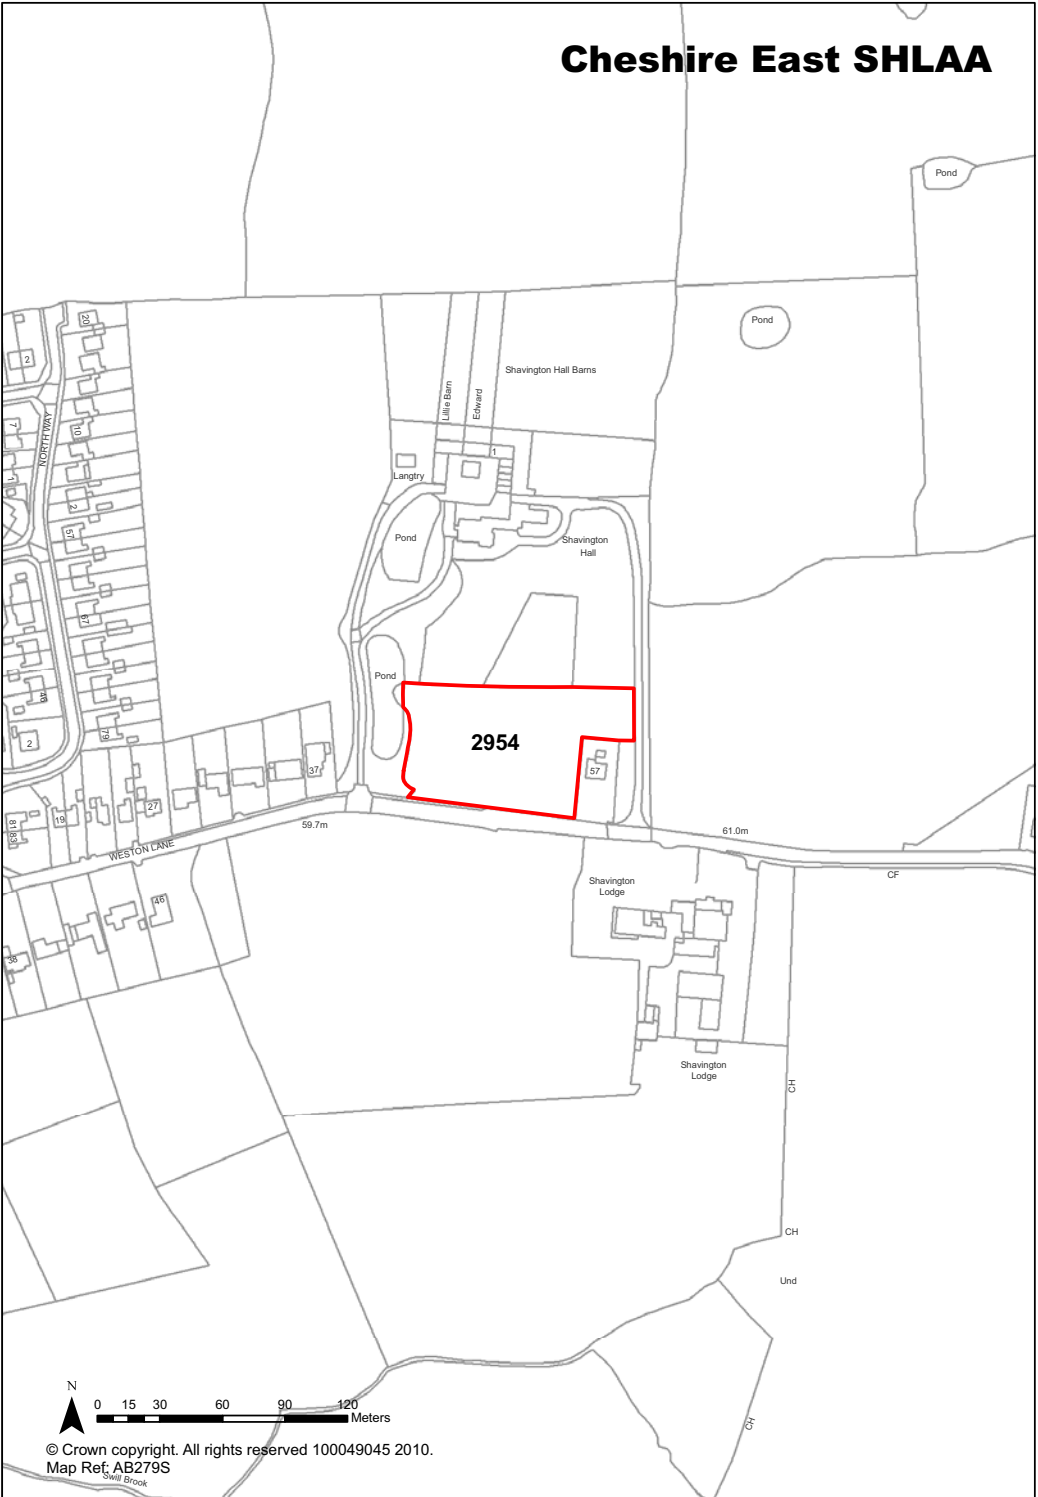 Cheshire East SHLAA
Pond
Pond
20
2
Shavington Hall Barns
Lillie Barn
Edward
NORTH WAY
7
10
1
1
Langtry
2
57
Pond
Shavington
Hall
67
46
Pond
79
2
2954
37
57
27
19
81
83
59.7m
61.0m
WESTON LANE
CF
Shavington
Lodge
46
38
Shavington
Lodge
CH
CH
Und
CH
N
0 15 30 60 90 120
Meters
© Crown copyright. All rights reserved 100049045 2010.
Map Ref: AB279S
Swill Brook